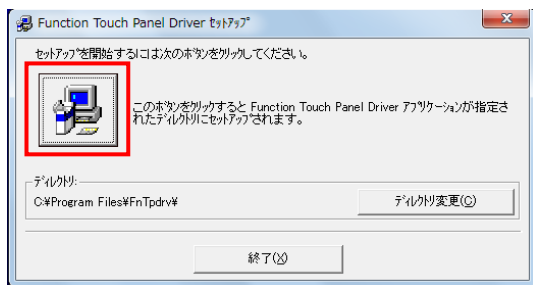 Function Touch Panel Driver ｾｯﾄｱｯﾌﾟ
ｾｯﾄｱｯﾌﾟを開始するには次のﾎﾞﾀﾝをｸﾘｯｸしてください。
このﾎﾞﾀﾝをｸﾘｯｸすると Function Touch Panel Driver ｱﾌﾟﾘｹｰｼｮﾝが指定さ
れたﾃﾞｨﾚｸﾄﾘにｾｯﾄｱｯﾌﾟされます。
ﾃﾞｨﾚｸﾄﾘ:
C:¥Program Files¥FnTpdrv¥
ﾃﾞｨﾚｸﾄﾘ変更(C)
終了(X)